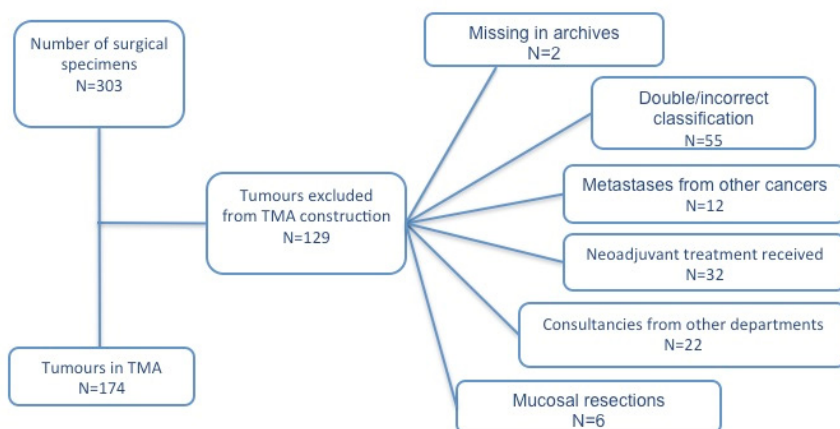 Number of surgical
specimens
N=303
Tumours excluded
from TMA construction
N=129
Tumours in TMA
N=174
Missing in archives
N=2
Double/incorrect
classification
N=55
Metastases from other cancers
N=12
Neoadjuvant treatment received
N=32
Consultancies from other departments
N=22
Mucosal resections
N=6